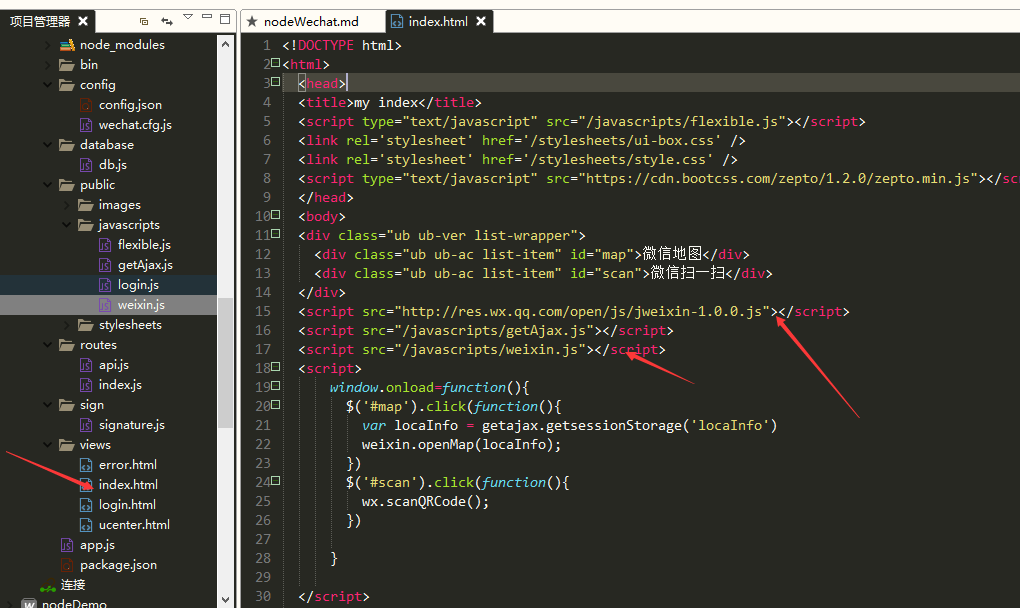 项目管理器
nodeWechat.md
index.html
node_modules
bin
config
config.json
wechat.cfg.js
database
db.js
public
images
javascripts
flexible.js
getAjax.js
login.js
weixin.js
stylesheets
routes
api.js
index.js
sign
signature.js
views
error.html
index.html
login.html
ucenter.html
app.js
package.json
连接
nodeDemo
1 <!DOCTYPE html>
2 <html>
3 <head>
4 <title>my index</title>
5 <script type="text/javascript" src="/javascripts/flexible.js"></script>
6 <link rel='stylesheet' href='/stylesheets/ui-box.css' />
7 <link rel='stylesheet' href='/stylesheets/style.css' />
8 <script type="text/javascript" src="https://cdn.bootcss.com/zepto/1.2.0/zepto.min.js"></sc
9 </head>
10 <body>
11 <div class="ub ub-ver list-wrapper">
12 <div class="ub ub-ac list-item" id="map">微信地图</div>
13 <div class="ub ub-ac list-item" id="scan">微信扫一扫</div>
14 </div>
15 <script src="http://res.wx.qq.com/open/js/jweixin-1.0.0.js"></script>
16 <script src="/javascripts/getAjax.js"></script>
17 <script src="/javascripts/weixin.js"></script>
18 <script>
19 window.onload=function(){
20 $('#map').click(function(){
21 var locaInfo = getajax.getsessionStorage('locaInfo')
22 weixin.openMap(locaInfo);
23 })
24 $('#scan').click(function(){
25 wx.scanQRCode();
26 })
27
28 }
29
30 </script>